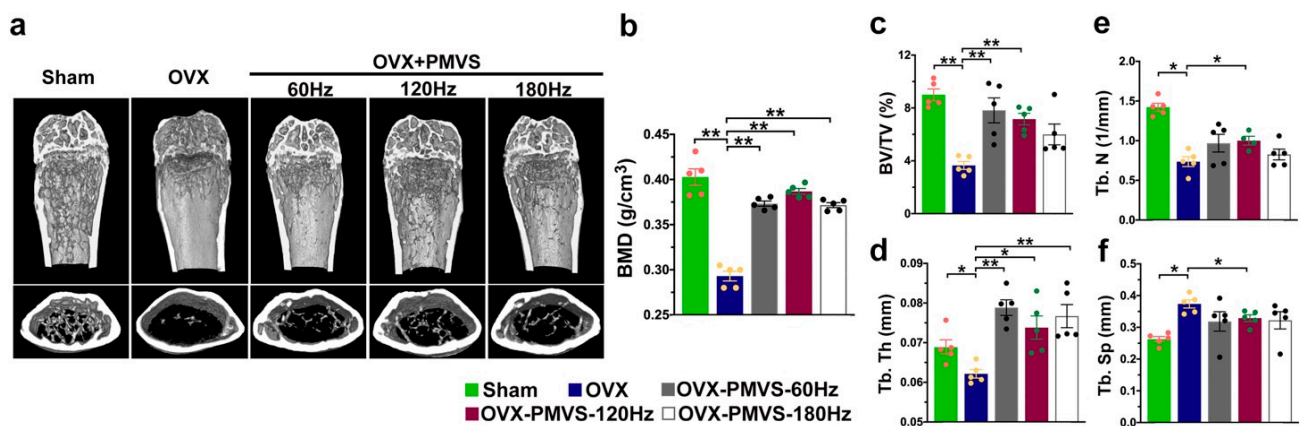 a
OVX+PMVS
Sham OVX 60Hz 120Hz 180Hz
b
BMD (g/cm3)
0.45
0.40
0.35
0.30
0.25
** ** ** **
c
BV/TV (%)
12
9
6
4
0
** ** **
d
Tb. Th (mm)
0.09
0.08
0.07
0.06
0.05
* ** * **
e
Tb. N (1/mm)
2.0
1.5
1.0
0.5
0.0
* *
f
Tb. Sp (mm)
0.5
0.4
0.3
0.2
0.1
0.0
* *
Sham OVX OVX-PMVS-60Hz
OVX-PMVS-120Hz OVX-PMVS-180Hz